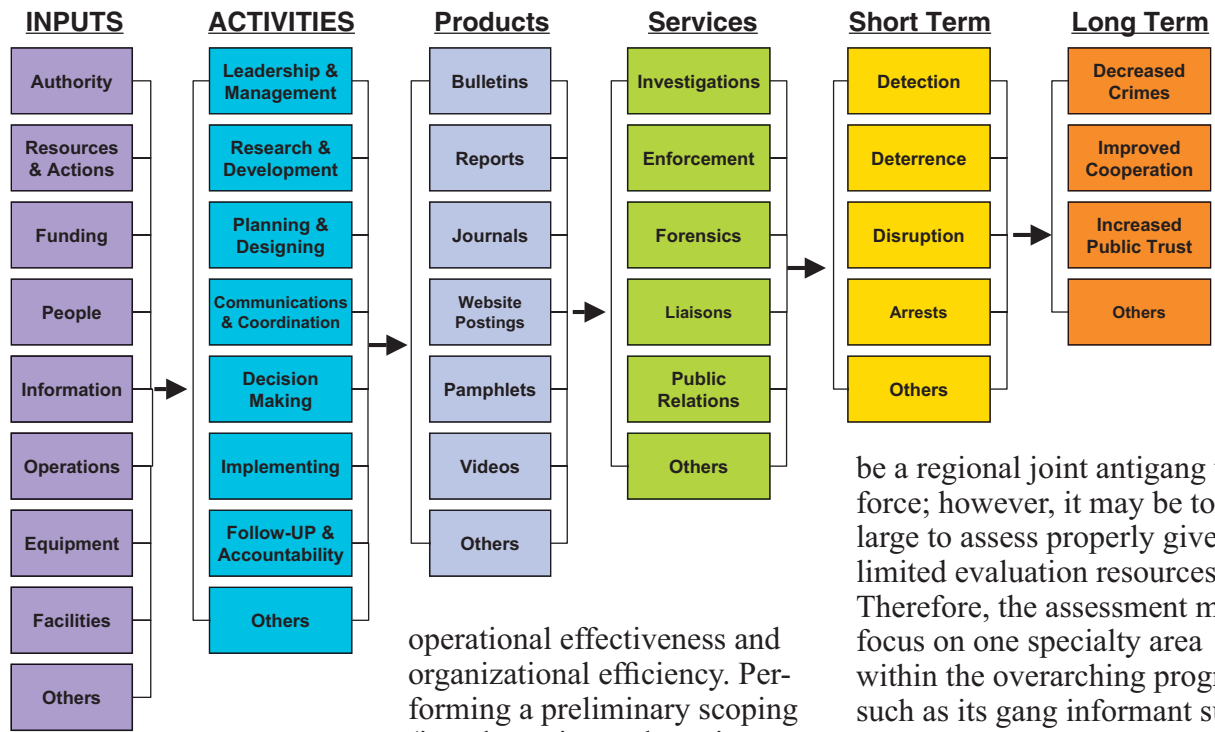 INPUTS
Authority
Resources
& Actions
Funding
People
Information
Operations
Equipment
Facilities
Others
ACTIVITIES
Leadership &
Management
Research &
Development
Planning &
Designing
Communications
& Coordination
Decision
Making
Implementing
Follow-UP &
Accountability
Others
Products
Bulletins
Reports
Journals
Website
Postings
Pamphlets
Videos
Others
Services
Investigations
Enforcement
Forensics
Liaisons
Public
Relations
Others
Short Term
Detection
Deterrence
Disruption
Arrests
Others
Long Term
Decreased
Crimes
Improved
Cooperation
Increased
Public Trust
Others
operational effectiveness and
organizational efficiency. Per-
forming a preliminary scoping
be a regional joint antigang
force; however, it may be
large to assess properly
limited evaluation resources
Therefore, the assessment
focus on one specialty area
within the overarching
such as its gang informant